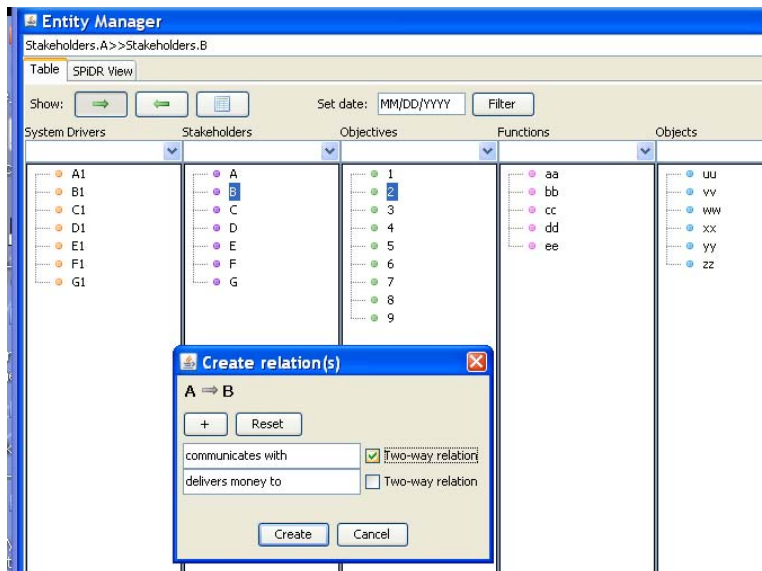 Entity Manager
Stakeholders.A>>Stakeholders.B
Table SPiDR View
Show: Set date: MM/DD/YYYY Filter
System Drivers Stakeholders Objectives Functions Objects
A1 A 1 aa uu
B1 B 2 bb vv
C1 C 3 cc ww
D1 D 4 dd xx
E1 E 5 ee yy
F1 F 6 zz
G1 G 7
8
9
Create relation(s)
A B
+ Reset
communicates with Two-way relation
delivers money to Two-way relation
Create Cancel